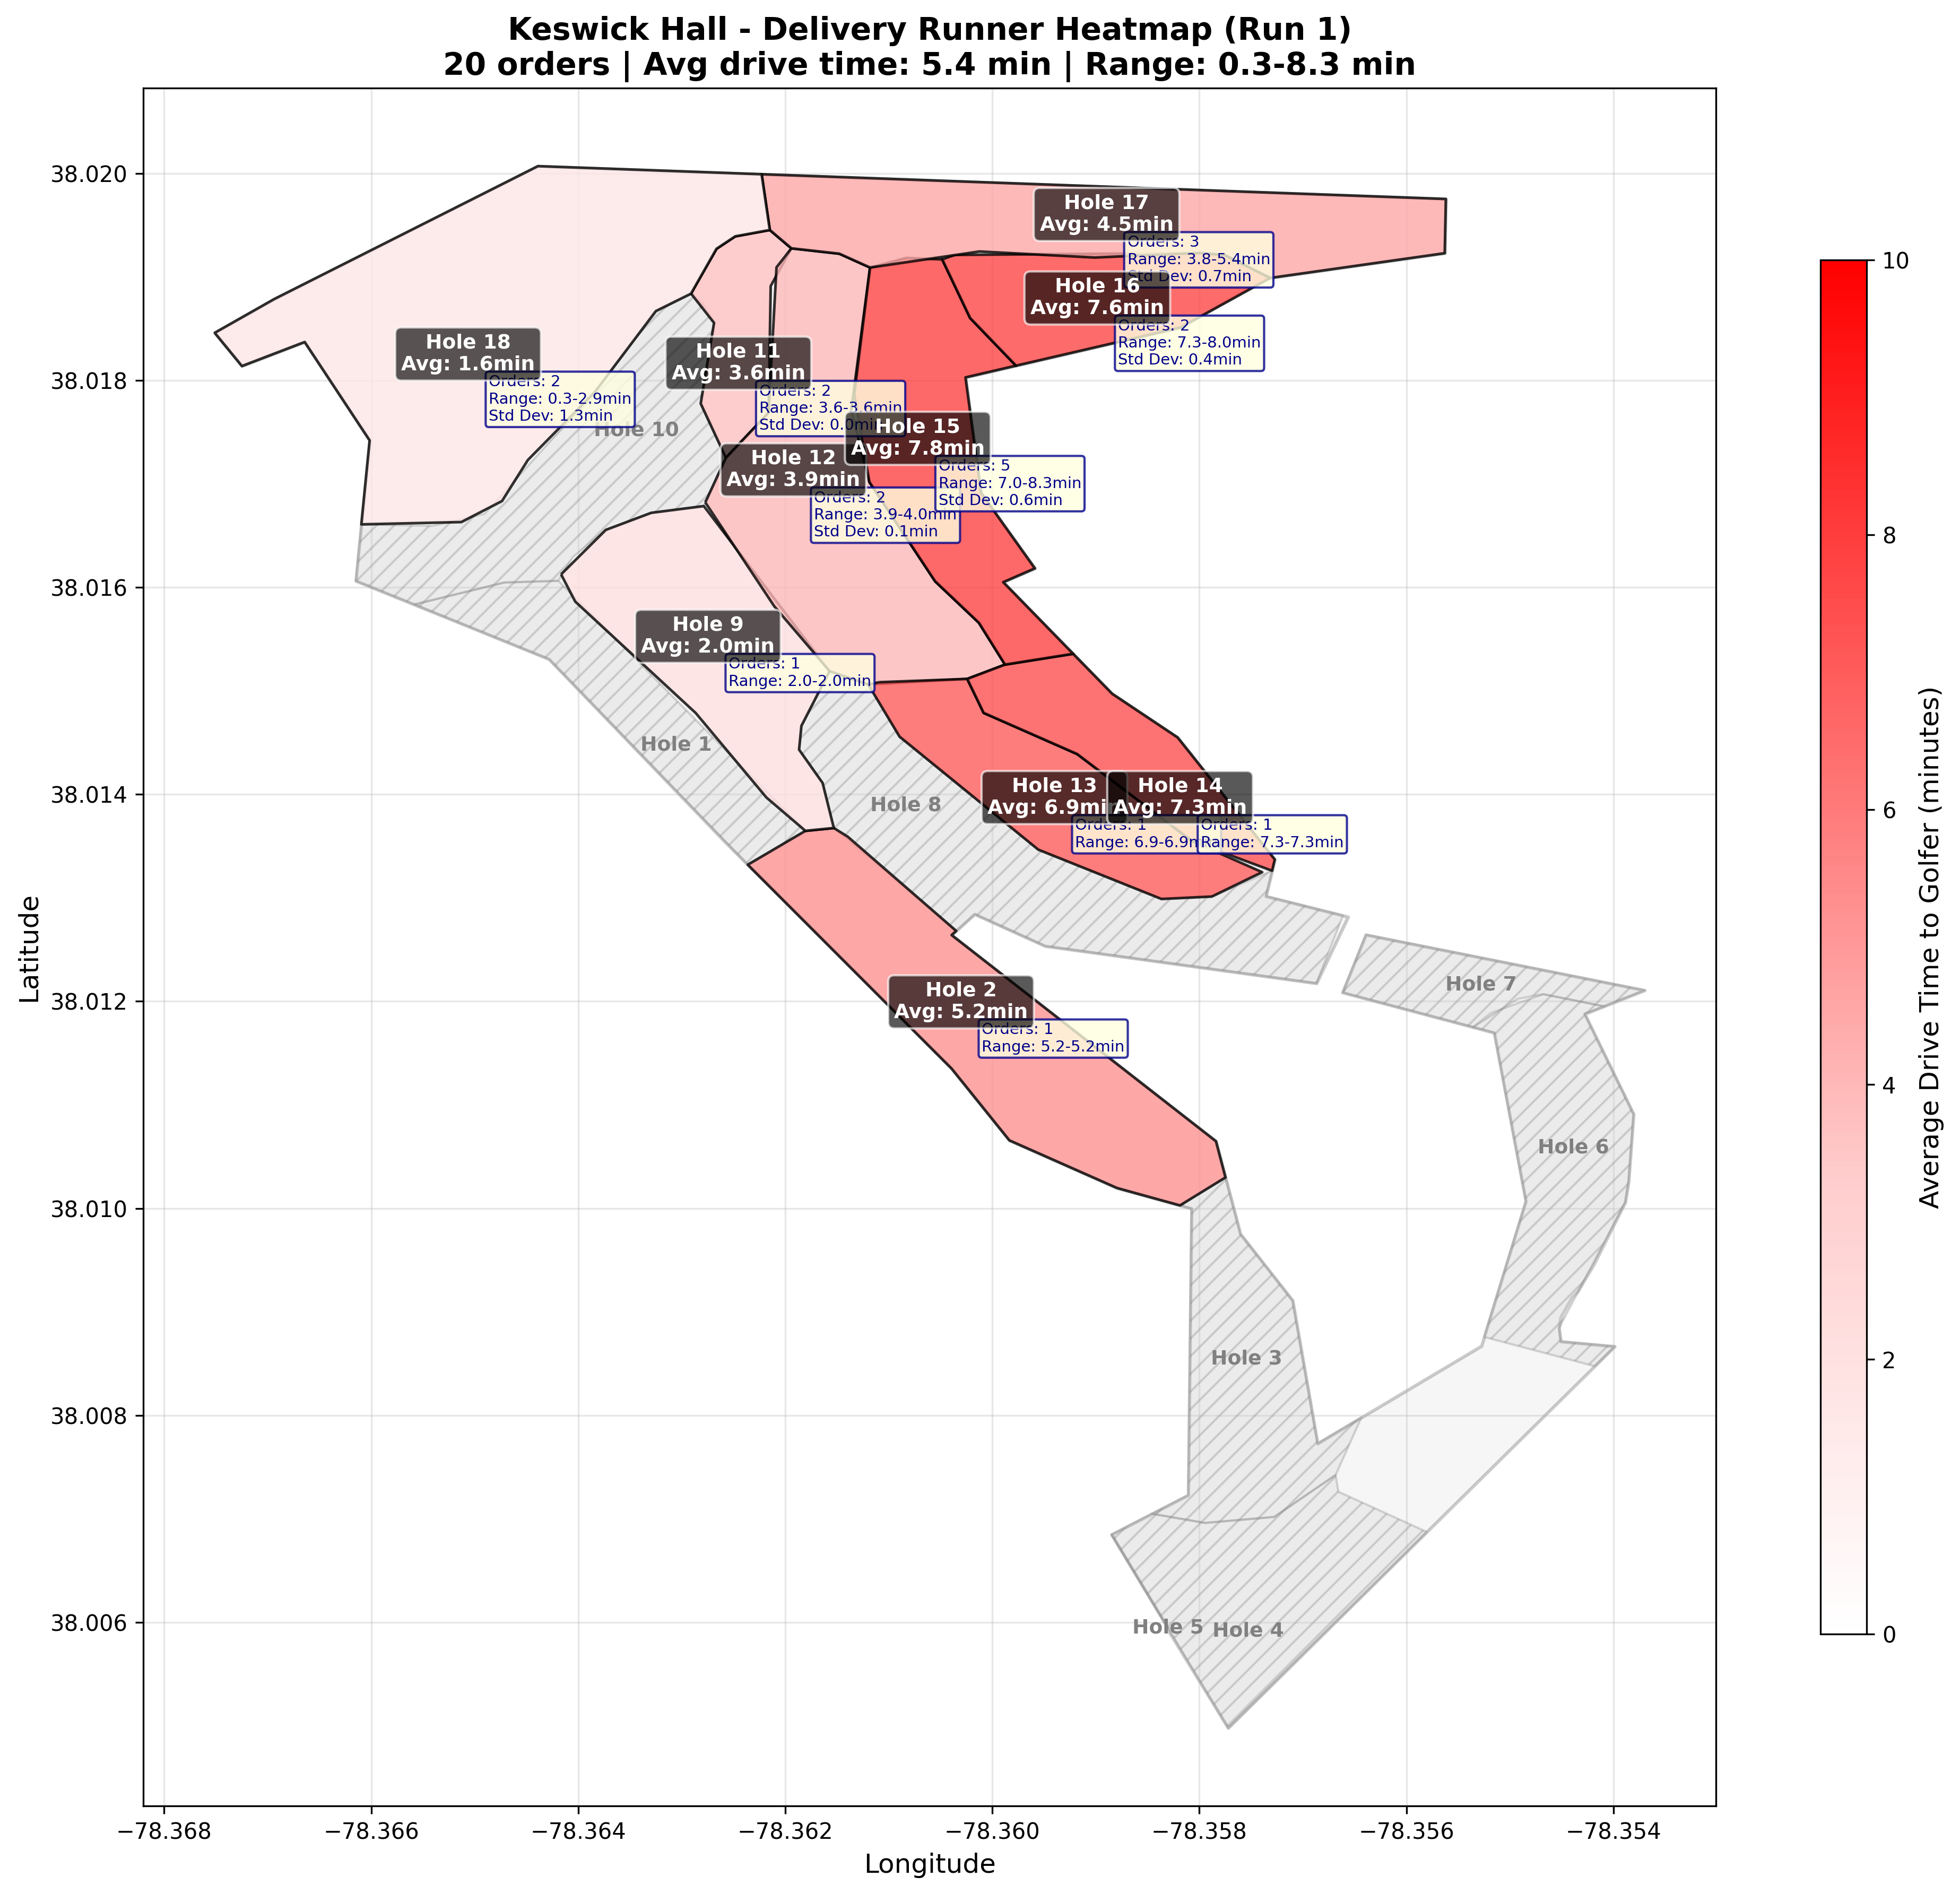 Keswick Hall - Delivery Runner Heatmap (Run 1)
20 orders | Avg drive time: 5.4 min | Range: 0.3-8.3 min
Latitude
38.020
38.018
38.016
38.014
38.012
38.010
38.008
38.006
Hole 17
Avg: 4.5min
Orders: 3
Range: 3.8-5.4min
Std Dev: 0.7min
Hole 16
Avg: 7.6min
Orders: 2
Range: 7.3-8.0min
Std Dev: 0.4min
Hole 18
Avg: 1.6min
Orders: 2
Range: 0.3-2.9min
Std Dev: 1.3min
Hole 10
Hole 11
Avg: 3.6min
Orders: 2
Range: 3.6-3.6min
Std Dev: 0.0min
Hole 15
Avg: 7.8min
Orders: 5
Range: 7.0-8.3min
Std Dev: 0.6min
Hole 12
Avg: 3.9min
Orders: 2
Range: 3.9-4.0min
Std Dev: 0.1min
Hole 9
Avg: 2.0min
Orders: 1
Range: 2.0-2.0min
Hole 1
Hole 8
Hole 13
Avg: 6.9min
Orders: 1
Range: 6.9-6.9m
Hole 14
Avg: 7.3min
Orders: 1
Range: 7.3-7.3min
Hole 2
Avg: 5.2min
Orders: 1
Range: 5.2-5.2min
Hole 7
Hole 6
Hole 3
Hole 5
Hole 4
−78.368
−78.366
−78.364
−78.362
−78.360
−78.358
−78.356
−78.354
Longitude
10
8
6
4
2
0
Average Drive Time to Golfer (minutes)